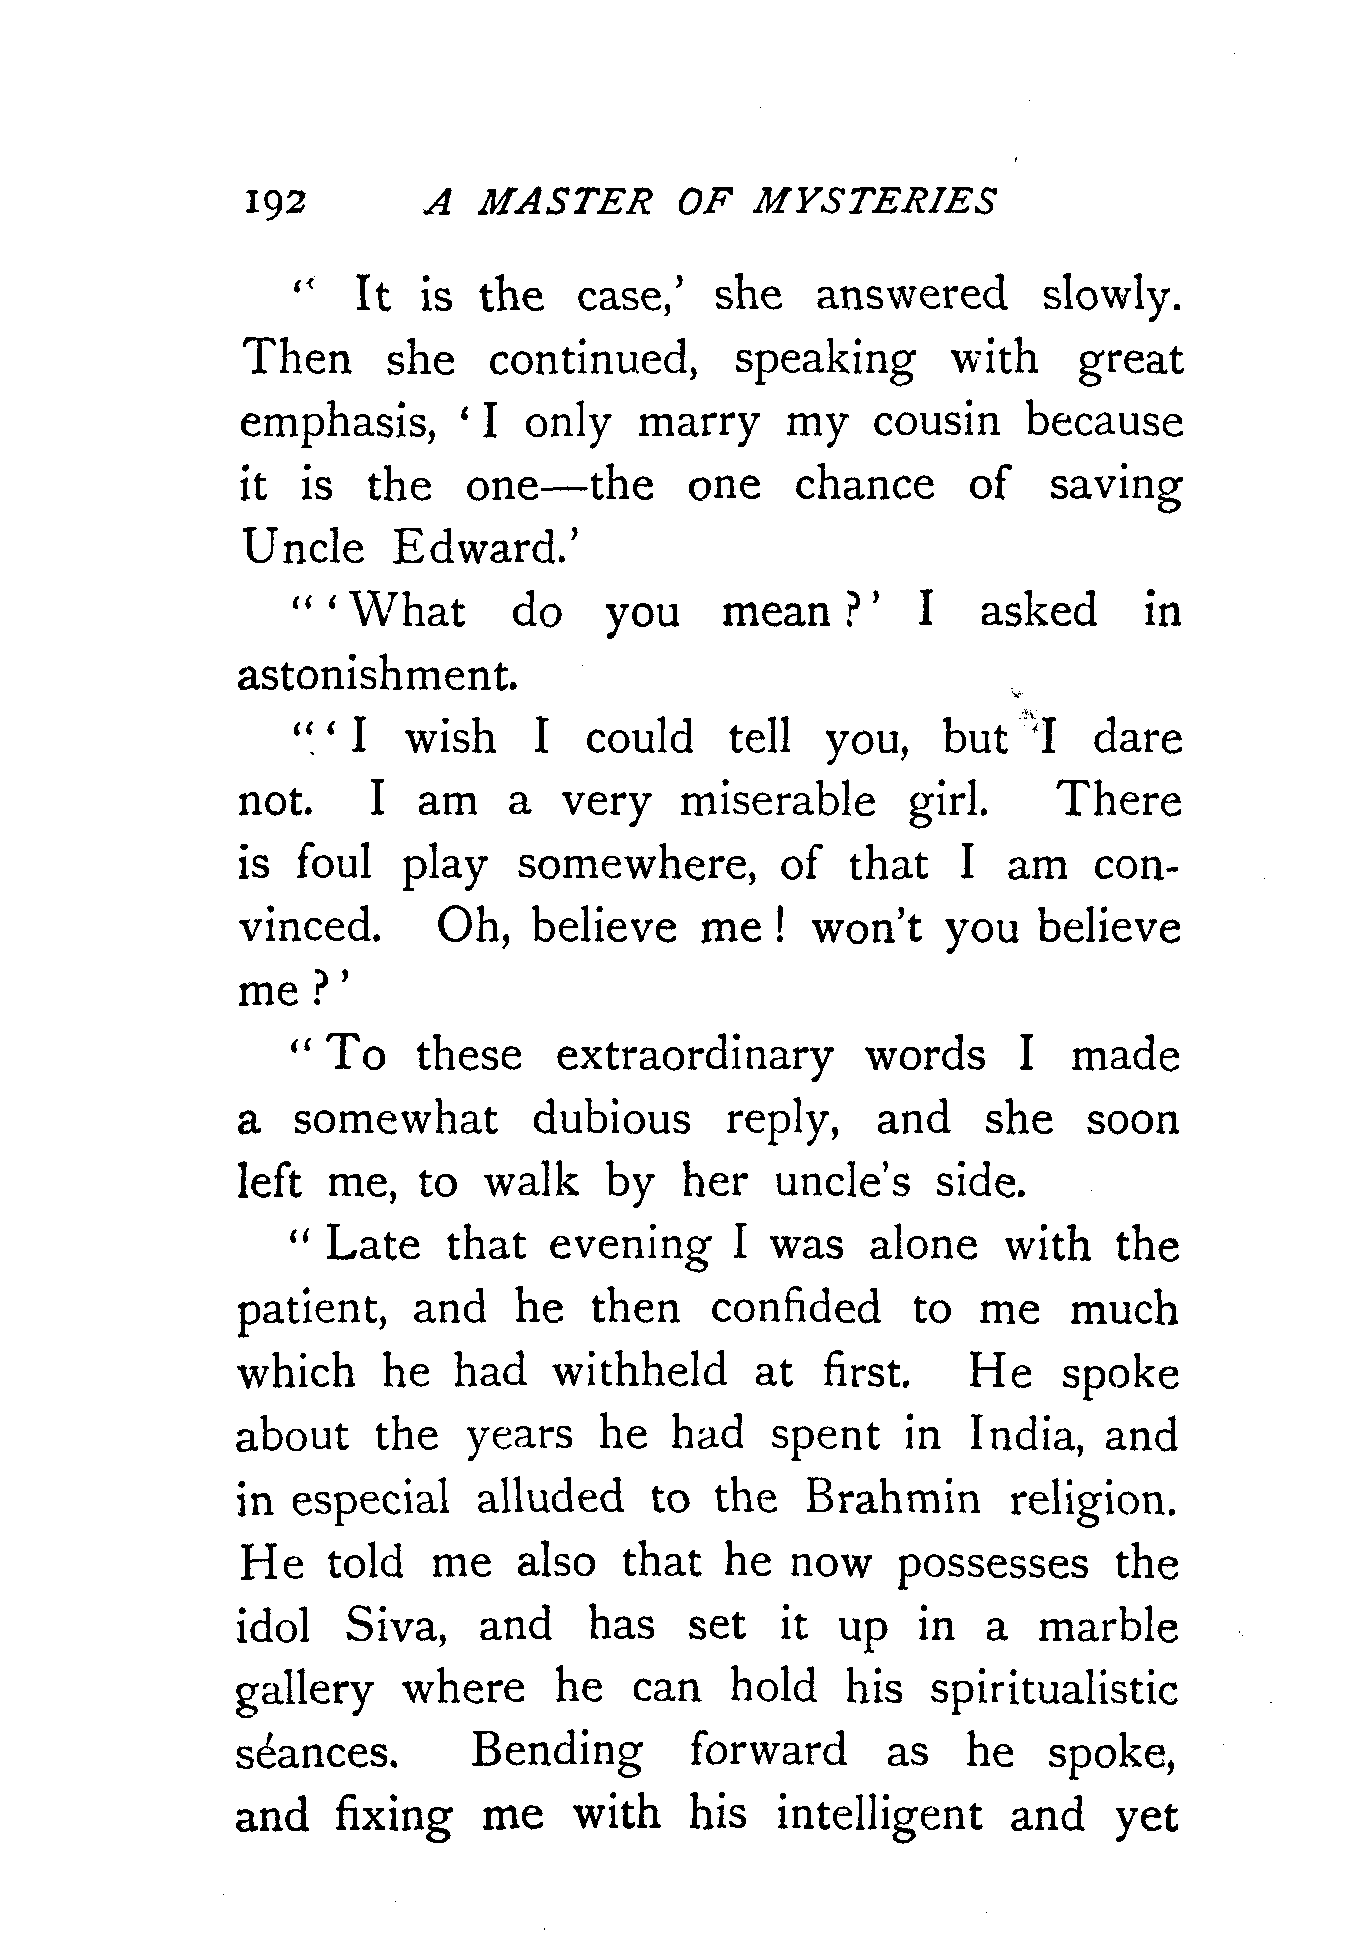 192 A MASTER OF MYSTERIES
“ It is the case,’ she answered slowly.
Then she continued, speaking with great
emphasis, ‘ I only marry my cousin because
it is the one—the one chance of saving
Uncle Edward.’
“ ‘ What do you mean ? ’ I asked in
astonishment.
“ ‘ I wish I could tell you, but I dare
not. I am a very miserable girl. There
is foul play somewhere, of that I am con-
vinced. Oh, believe me ! won’t you believe
me ? ’
“ To these extraordinary words I made
a somewhat dubious reply, and she soon
left me, to walk by her uncle’s side.
“ Late that evening I was alone with the
patient, and he then confided to me much
which he had withheld at first. He spoke
about the years he had spent in India, and
in especial alluded to the Brahmin religion.
He told me also that he now possesses the
idol Siva, and has set it up in a marble
gallery where he can hold his spiritualistic
séances. Bending forward as he spoke,
and fixing me with his intelligent and yet